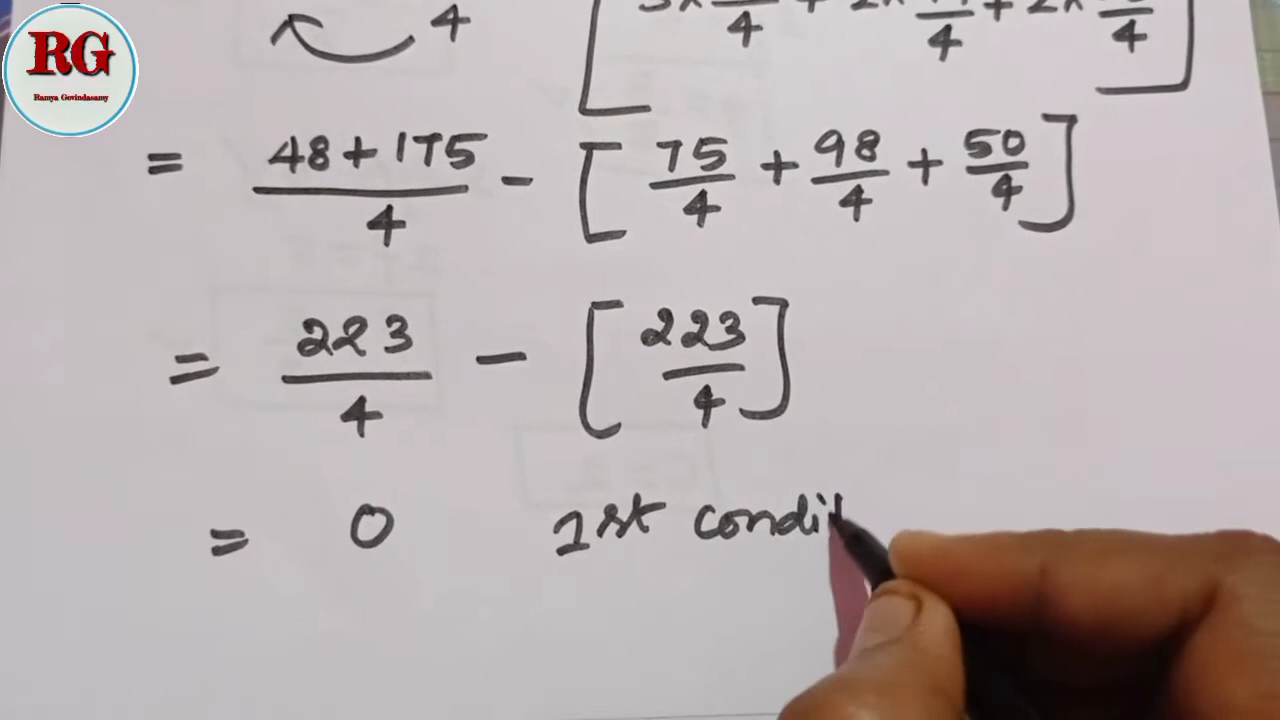 RG
Ramya Govindasamy
4
= 48+175/4 - [75/4 + 98/4 + 50/4]
= 223/4 - [223/4]
= 0 1st condit